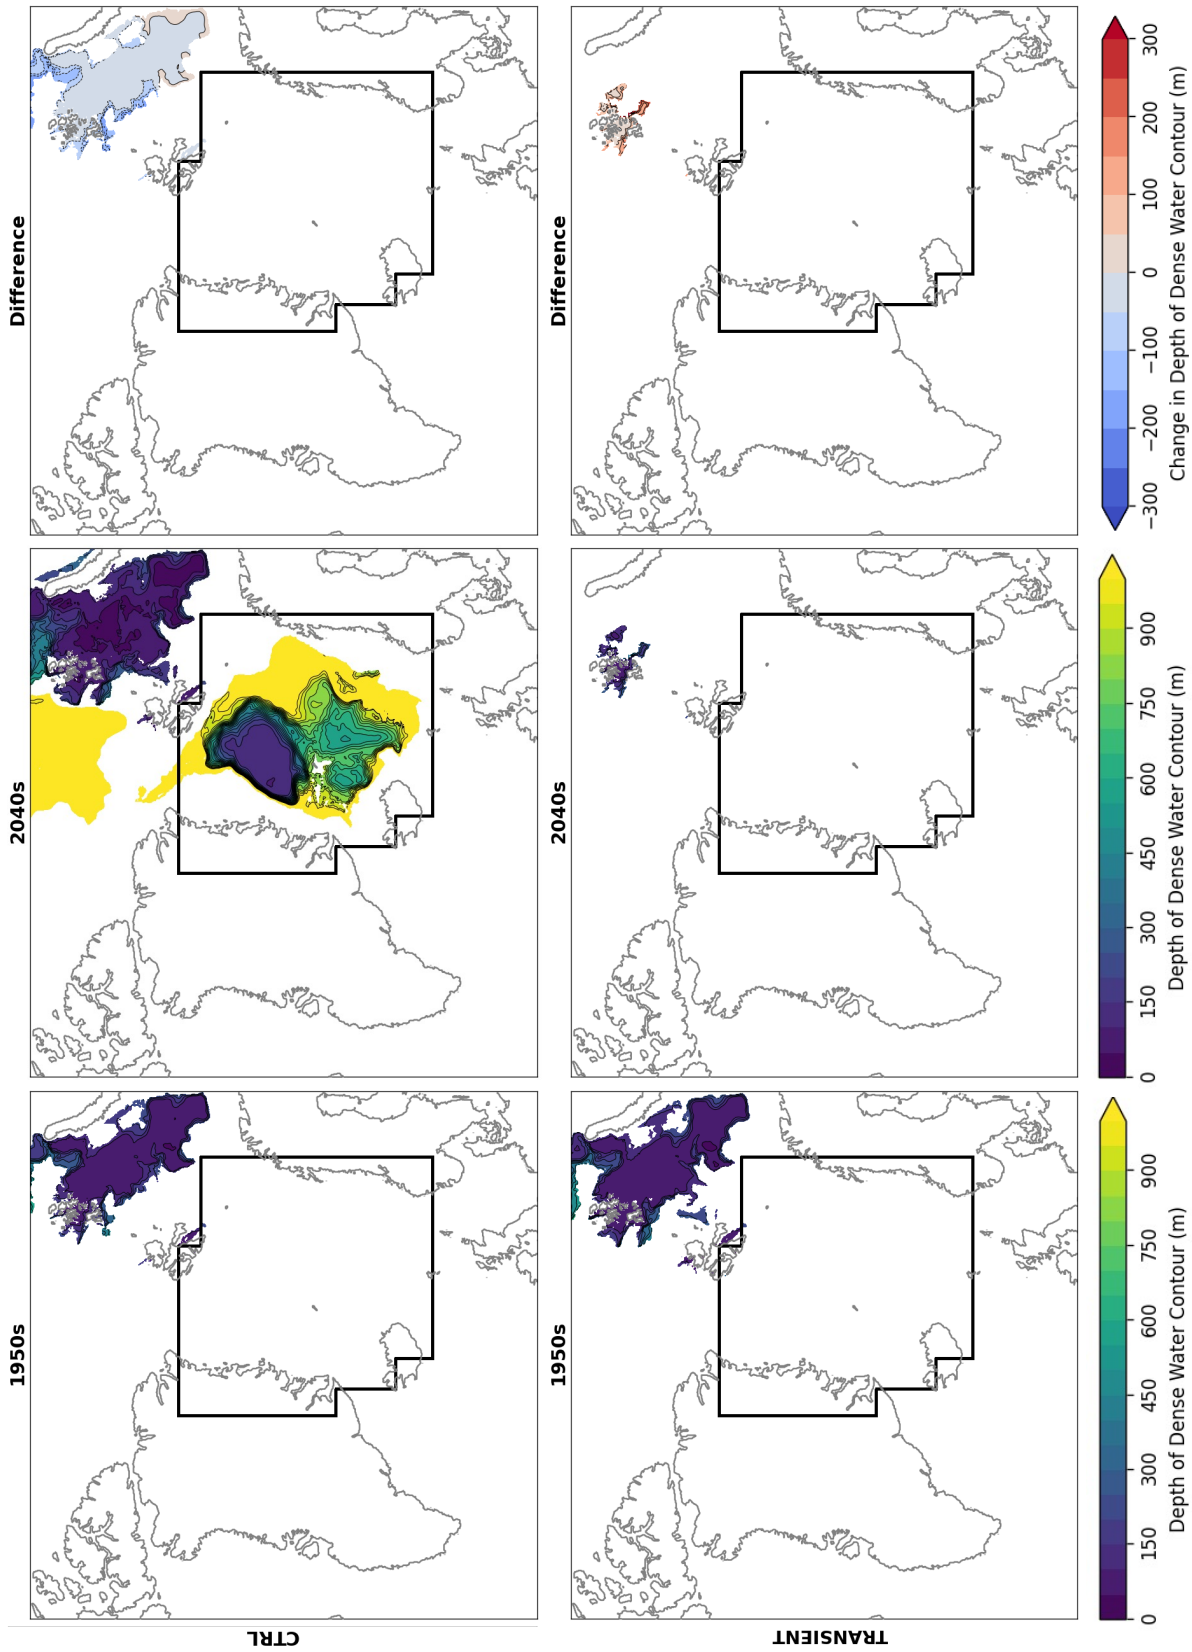 1950s
2040s
Difference
CTRL
1950s
2040s
Difference
TRANSIENT
0 150 300 450 600 750 900
Depth of Dense Water Contour (m)
0 150 300 450 600 750 900
Depth of Dense Water Contour (m)
−300 −200 −100 0 100 200 300
Change in Depth of Dense Water Contour (m)